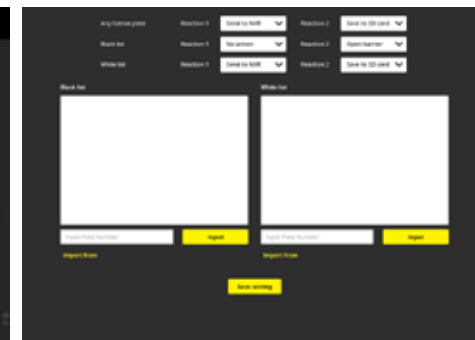 Any license plate Reaction 1 Send to NVR Reaction 2 Save to SD card
Black list Reaction 1 No action Reaction 2 Open barrier
White list Reaction 1 Send to NVR Reaction 2 Save to SD card
Black list White list
Input Plate Number Input Input Plate Number Input
Import from Import from
Save setting